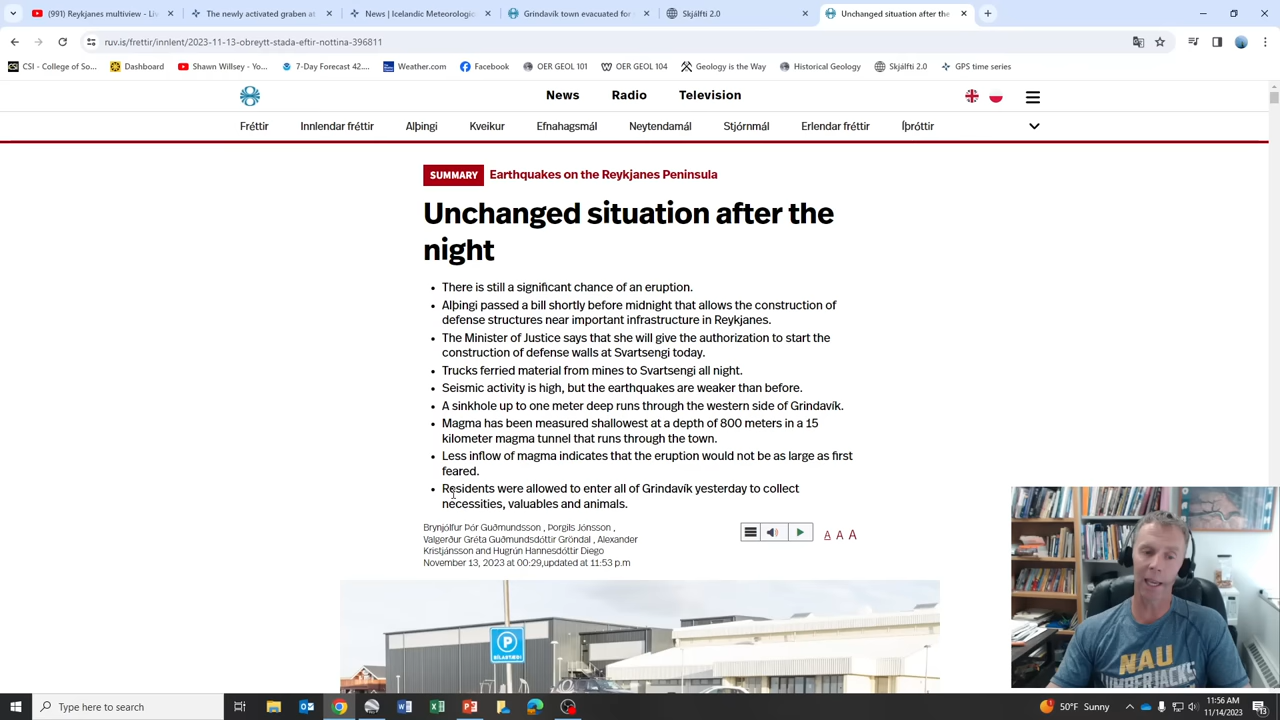 (991) Reykjanes multiview - Liv
The newly activated graben at
News | Icelandic Meteorologic
Grindavík town evacuated for
Skjálfti 2.0
Unchanged situation after the
ruv.is/frettir/innlent/2023-11-13-obreytt-stada-eftir-nottina-396811
CSI - College of So...
Dashboard
Shawn Willsey - Yo...
7-Day Forecast 42....
Weather.com
Facebook
OER GEOL 101
OER GEOL 104
Geology is the Way
Historical Geology
Skjálfti 2.0
GPS time series
News Radio Television
Fréttir Innlendar fréttir Alþingi Kveikur Efnahagsmál Neytendamál Stjórnmál Erlendar fréttir Íþróttir
SUMMARY Earthquakes on the Reykjanes Peninsula
Unchanged situation after the
night
• There is still a significant chance of an eruption.
• Alþingi passed a bill shortly before midnight that allows the construction of
defense structures near important infrastructure in Reykjanes.
• The Minister of Justice says that she will give the authorization to start the
construction of defense walls at Svartsengi today.
• Trucks ferried material from mines to Svartsengi all night.
• Seismic activity is high, but the earthquakes are weaker than before.
• A sinkhole up to one meter deep runs through the western side of Grindavík.
• Magma has been measured shallowest at a depth of 800 meters in a 15
kilometer magma tunnel that runs through the town.
• Less inflow of magma indicates that the eruption would not be as large as first
feared.
• Residents were allowed to enter all of Grindavík yesterday to collect
necessities, valuables and animals.
Brynjólfur Þór Guðmundsson , Þorgils Jónsson ,
Valgerður Gréta Guðmundsdóttir Gröndal , Alexander
Kristjánsson and Hugrún Hannesdóttir Diego
November 13, 2023 at 00:29,updated at 11:53 p.m
A A A
P
NAU
LUMBERJACKS
Type here to search
50°F Sunny
11:56 AM
11/14/2023